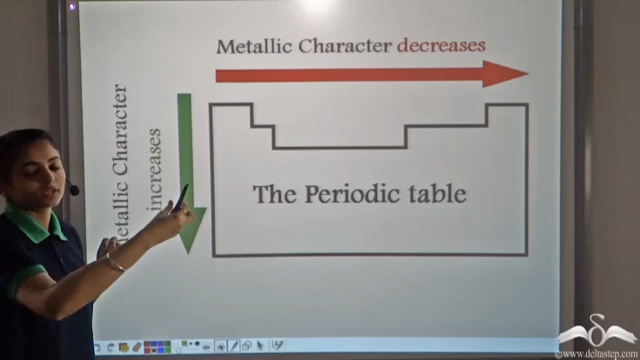 Metallic Character decreases
Metallic Character
increases
The Periodic table
©www.deltastep.com